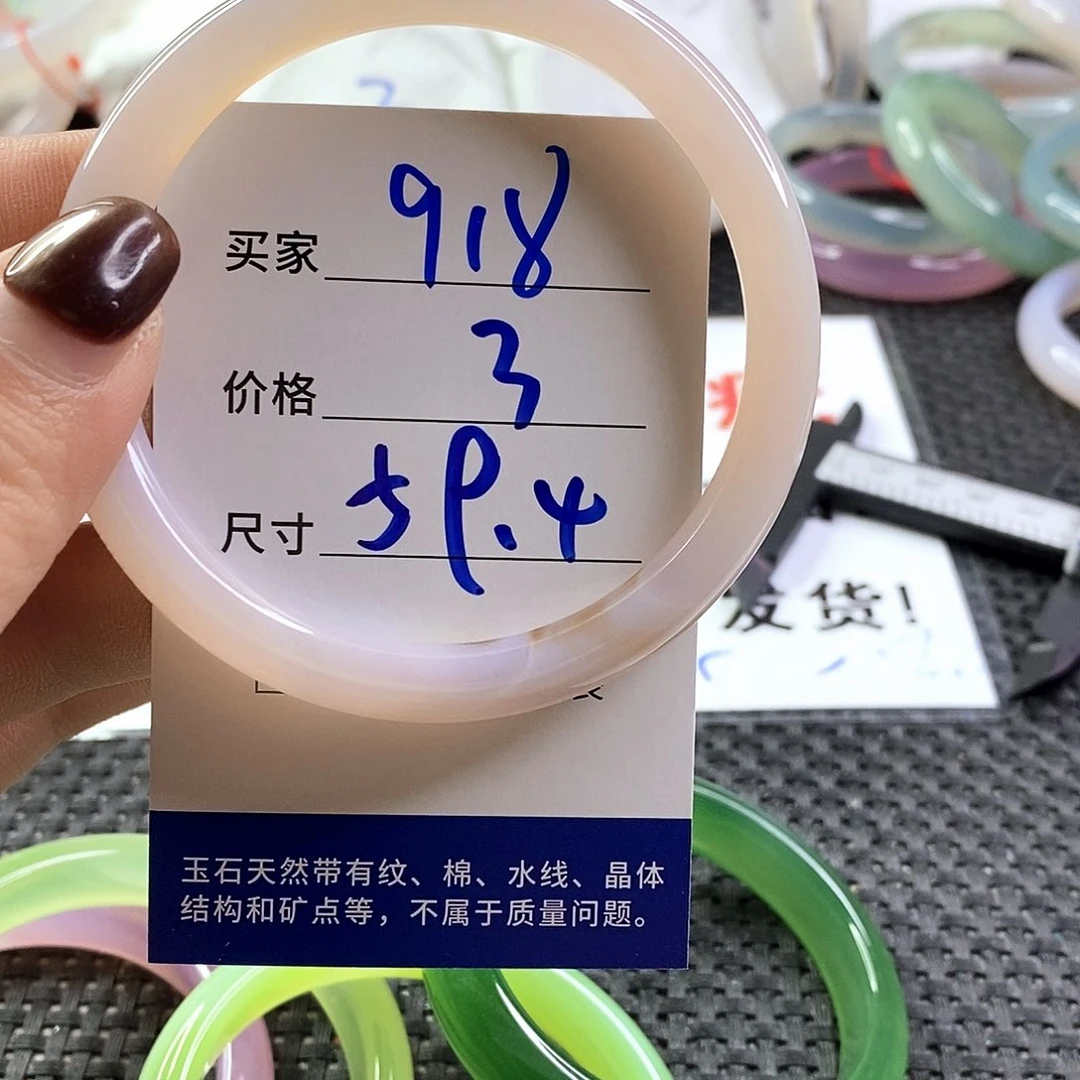 买家 918
价格 3
尺寸 59.4
发货!
玉石天然带有纹、棉、水线、晶体
结构和矿点等，不属于质量问题。